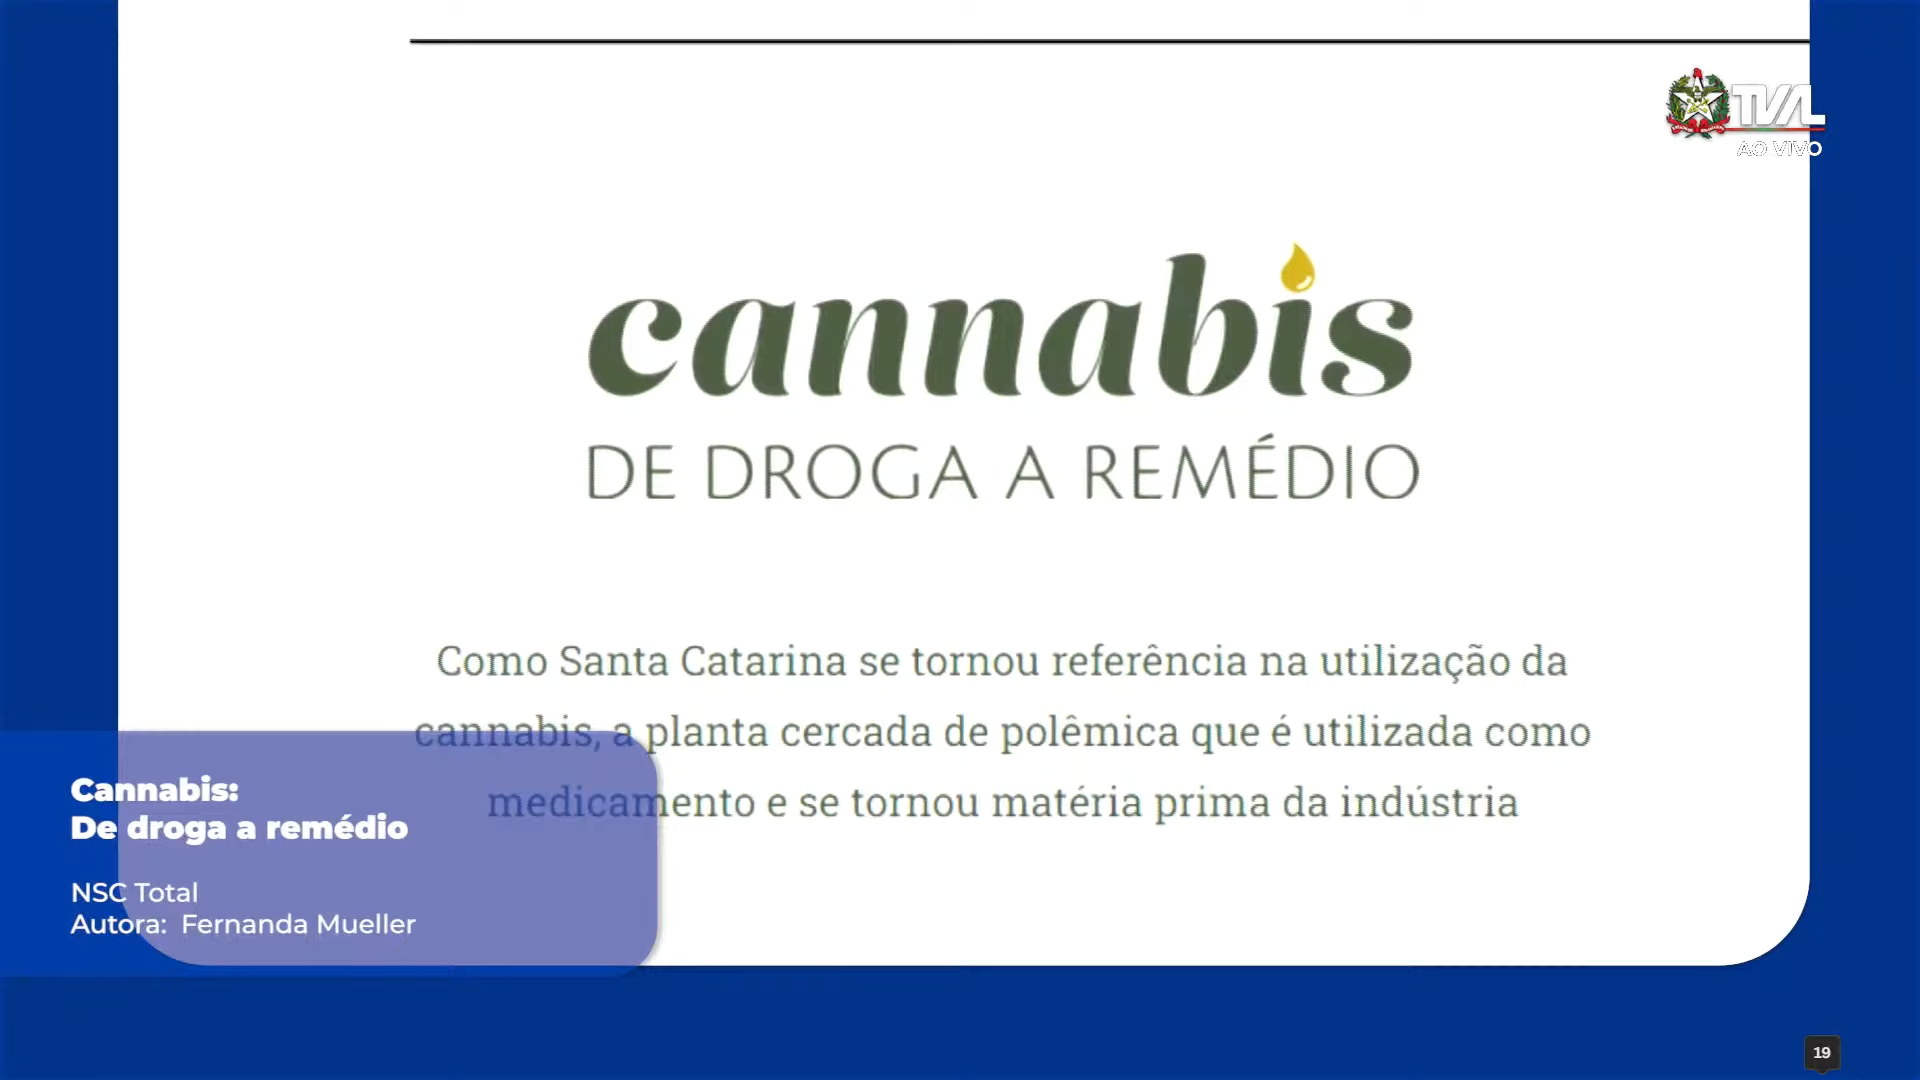 TVAL
AO VIVO
cannabis
DE DROGA A REMÉDIO
Como Santa Catarina se tornou referência na utilização da
cannabis, a planta cercada de polêmica que é utilizada como
medicamento e se tornou matéria prima da indústria
Cannabis:
De droga a remédio
NSC Total
Autora: Fernanda Mueller
19